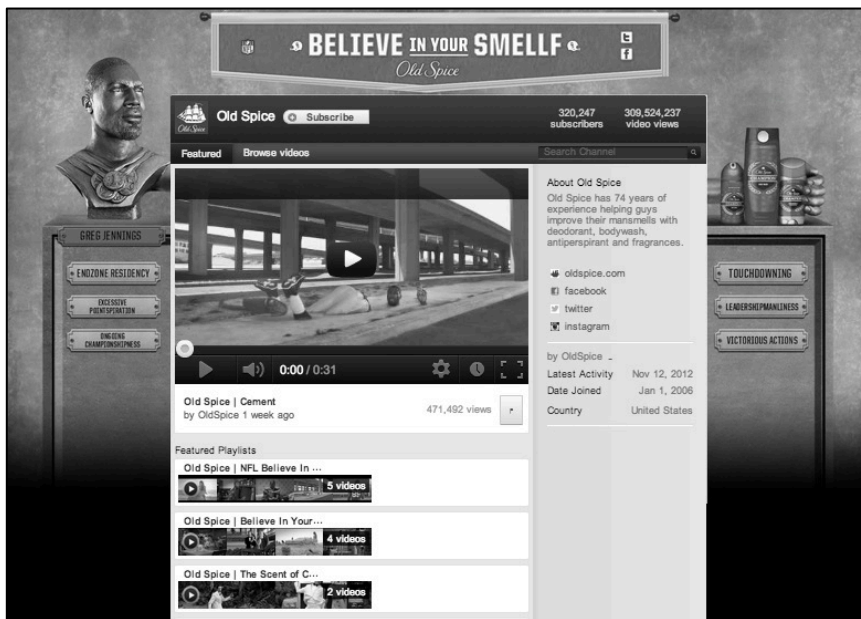 BELIEVE IN YOUR SMELLF
Old Spice
Old Spice
Old Spice
Subscribe
320,247
subscribers
309,524,237
video views
Featured
Browse videos
Search Channel
GREG JENNINGS
ENDZONE RESIDENCY
EXCESSIVE
POINTSPIRATION
ONGOING
CHAMPIONSHIPNESS
0:00 / 0:31
Old Spice | Cement
by OldSpice 1 week ago
471,492 views
Featured Playlists
Old Spice | NFL Believe In ...
5 videos
Old Spice | Believe In Your...
4 videos
Old Spice | The Scent of C...
2 videos
About Old Spice
Old Spice has 74 years of
experience helping guys
improve their mansmells with
deodorant, bodywash,
antiperspirant and fragrances.
oldspice.com
facebook
twitter
instagram
by OldSpice
Latest Activity Nov 12, 2012
Date Joined Jan 1, 2006
Country United States
TOUCHDOWNING
LEADERSHIPMANLINESS
VICTORIOUS ACTIONS